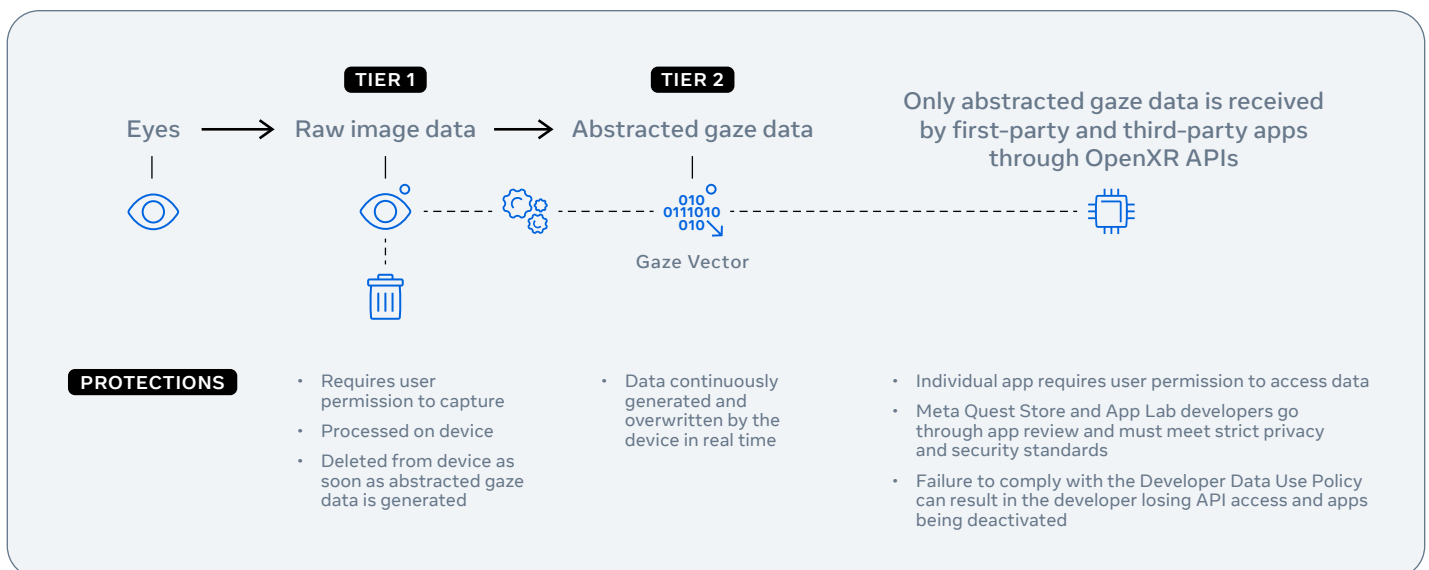 TIER 1
TIER 2
Eyes
Raw image data
Abstracted gaze data
Only abstracted gaze data is received
by first-party and third-party apps
through OpenXR APIs
010
0111010
010
Gaze Vector
PROTECTIONS
• Requires user
permission to capture
• Processed on device
• Deleted from device as
soon as abstracted gaze
data is generated
• Data continuously
generated and
overwritten by the
device in real time
• Individual app requires user permission to access data
• Meta Quest Store and App Lab developers go
through app review and must meet strict privacy
and security standards
• Failure to comply with the Developer Data Use Policy
can result in the developer losing API access and apps
being deactivated